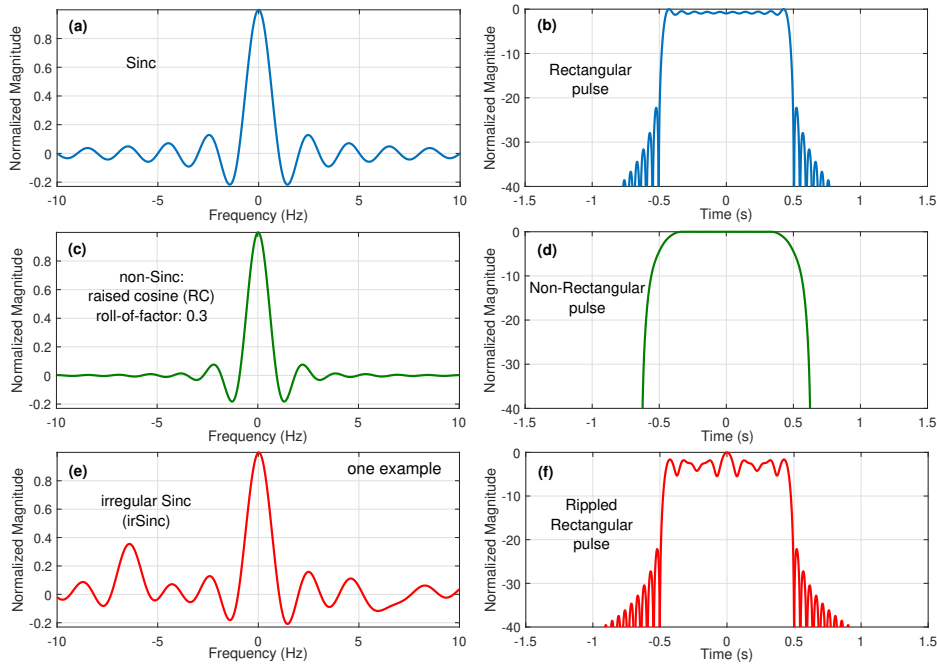 (a)
Sinc
Normalized Magnitude
0.8
0.6
0.4
0.2
0
-0.2
-10 -5 0 5 10
Frequency (Hz)
(b)
Rectangular
pulse
Normalized Magnitude
0
-10
-20
-30
-40
-1.5 -1 -0.5 0 0.5 1 1.5
Time (s)
(c)
non-Sinc:
raised cosine (RC)
roll-of-factor: 0.3
Normalized Magnitude
0.8
0.6
0.4
0.2
0
-0.2
-10 -5 0 5 10
Frequency (Hz)
(d)
Non-Rectangular
pulse
Normalized Magnitude
0
-10
-20
-30
-40
-1.5 -1 -0.5 0 0.5 1 1.5
Time (s)
(e)
one example
irregular Sinc
(irSinc)
Normalized Magnitude
0.8
0.6
0.4
0.2
0
-0.2
-10 -5 0 5 10
Frequency (Hz)
(f)
Rippled
Rectangular
pulse
Normalized Magnitude
0
-10
-20
-30
-40
-1.5 -1 -0.5 0 0.5 1 1.5
Time (s)